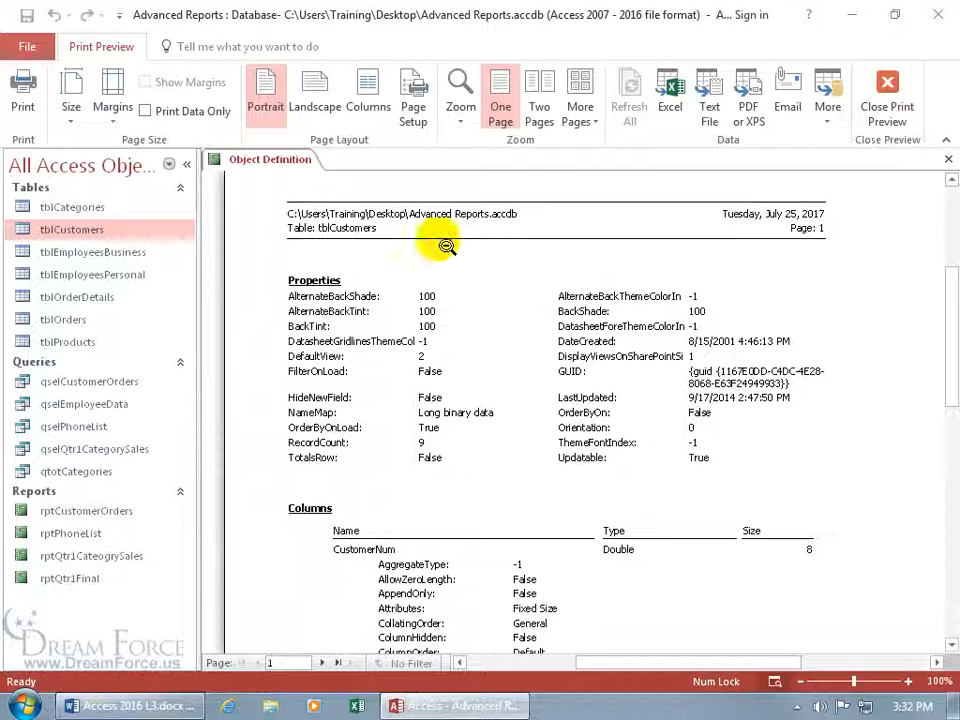 Advanced Reports : Database- C:\Users\Training\Desktop\Advanced Reports.accdb (Access 2007 - 2016 file format) - A... Sign in ?
File Print Preview Tell me what you want to do
Print Size Margins Show Margins Print Data Only Portrait Landscape Columns Page Setup Zoom One Page Two Pages More Pages Refresh All Excel Text File PDF or XPS Email More Close Print Preview
Print Page Size Page Layout Zoom Data Close Preview
All Access Obje...
Tables
tblCategories
tblCustomers
tblEmployeesBusiness
tblEmployeesPersonal
tblOrderDetails
tblOrders
tblProducts
Queries
qselCustomerOrders
qselEmployeeData
qselPhoneList
qselQtr1CategorySales
qtotCategories
Reports
rptCustomerOrders
rptPhoneList
rptQtr1CateogrySales
rptQtr1Final
DREAM FORCE
www.DreamForce.us
Object Definition
C:\Users\Training\Desktop\Advanced Reports.accdb Tuesday, July 25, 2017
Table: tblCustomers Page: 1
Properties
AlternateBackShade: 100 AlternateBackThemeColorIn -1
AlternateBackTint: 100 BackShade: 100
BackTint: 100 DatasheetForeThemeColorIn -1
DatasheetGridlinesThemeCol -1 DateCreated: 8/15/2001 4:46:13 PM
DefaultView: 2 DisplayViewsOnSharePointSi 1
FilterOnLoad: False GUID: {guid {1167E0DD-C4DC-4E28-
8068-E63F24949933}}
HideNewField: False LastUpdated: 9/17/2014 2:47:50 PM
NameMap: Long binary data OrderByOn: False
OrderByOnLoad: True Orientation: 0
RecordCount: 9 ThemeFontIndex: -1
TotalsRow: False Updatable: True
Columns
Name Type Size
CustomerNum Double 8
AggregateType: -1
AllowZeroLength: False
AppendOnly: False
Attributes: Fixed Size
CollatingOrder: General
ColumnHidden: False
ColumnOrder: Default
Page: 1 No Filter
Ready Num Lock 100%
Access 2016 L3.docx ... Access - Advanced R... 3:32 PM